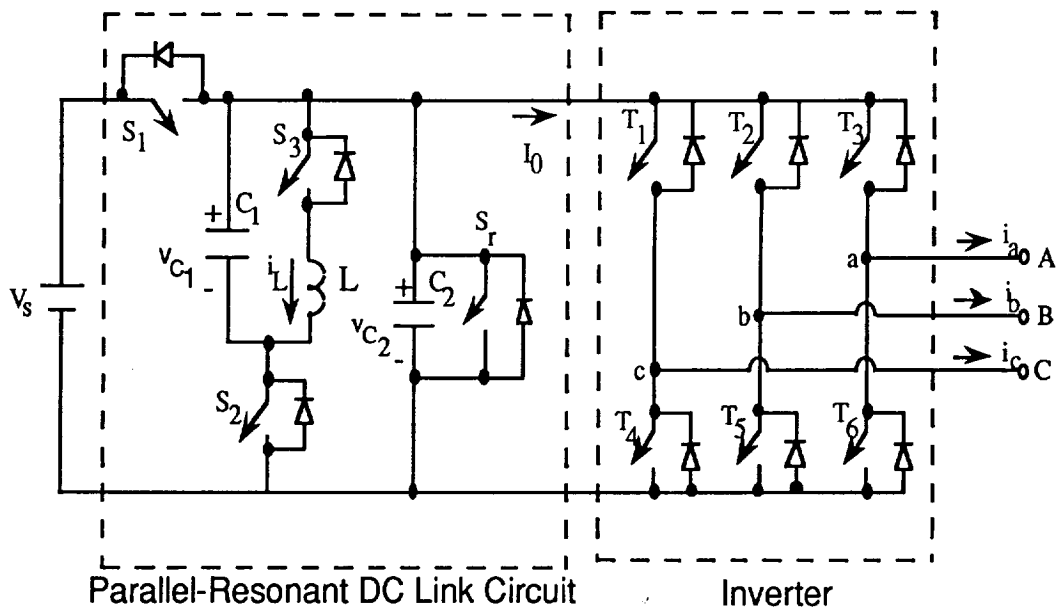 S1
S3
C1
+
vC1
-
iL
L
Vs
S2
I0
Sr
+
C2
vC2
-
T1
T2
T3
a
b
c
ia
A
ib
B
ic
C
T4
T5
T6
Parallel-Resonant DC Link Circuit
Inverter